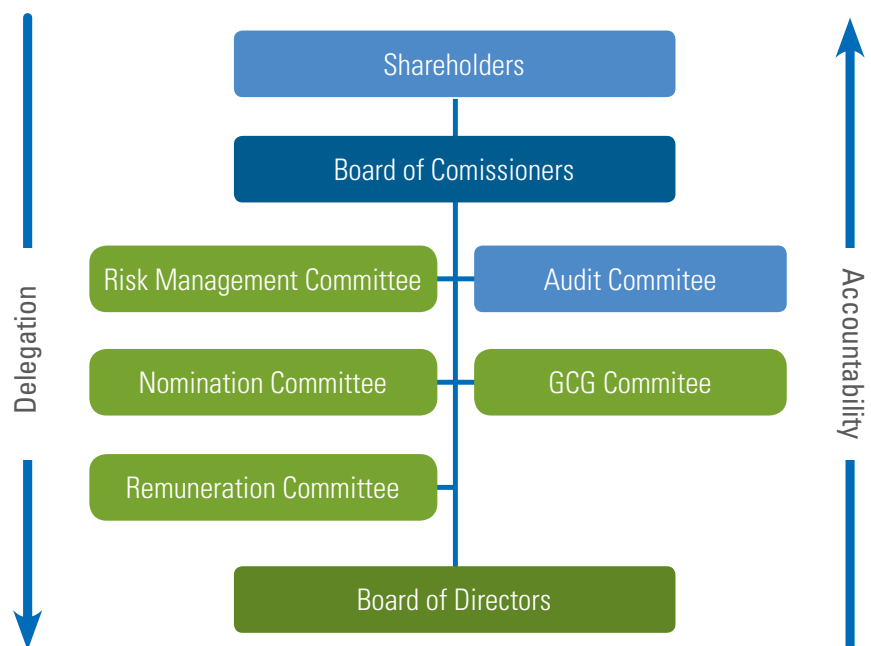 Shareholders
Board of Comissioners
Risk Management Committee
Audit Commitee
Nomination Committee
GCG Commitee
Remuneration Committee
Board of Directors
Delegation
Accountability